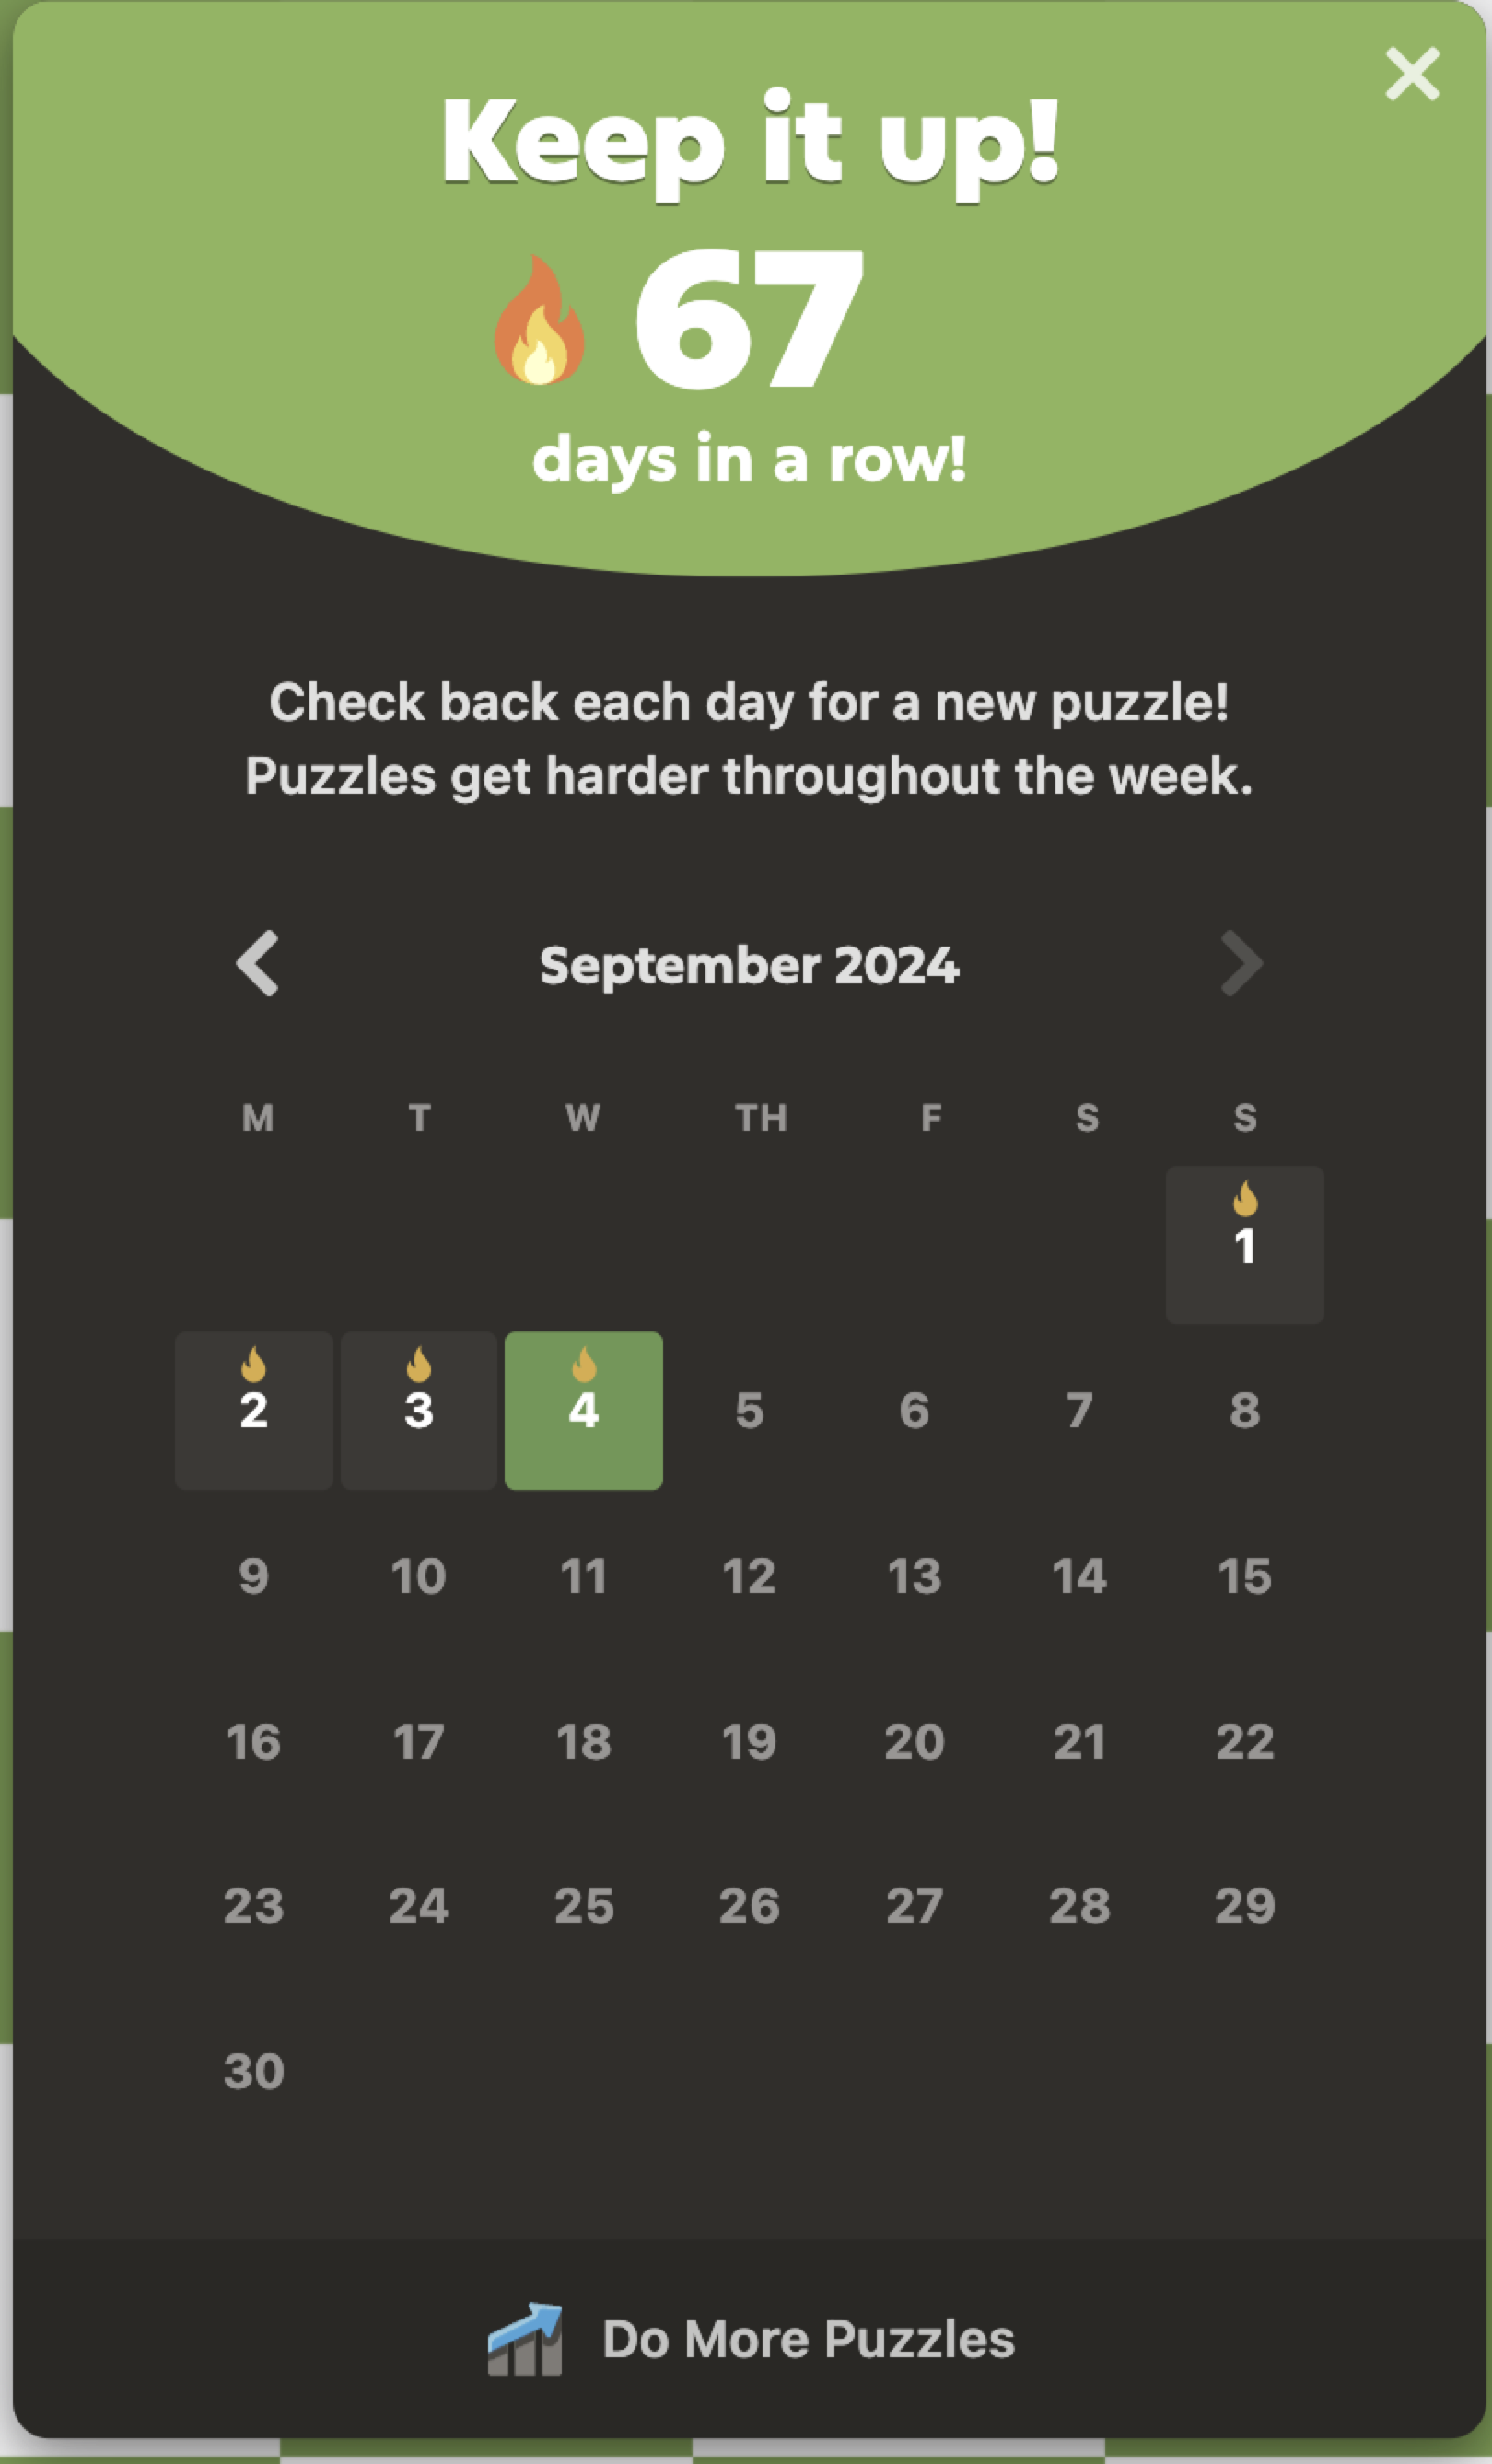 Keep it up!
67
days in a row!
Check back each day for a new puzzle!
Puzzles get harder throughout the week.
September 2024
M T W TH F S S
1
2 3 4 5 6 7 8
9 10 11 12 13 14 15
16 17 18 19 20 21 22
23 24 25 26 27 28 29
30
Do More Puzzles